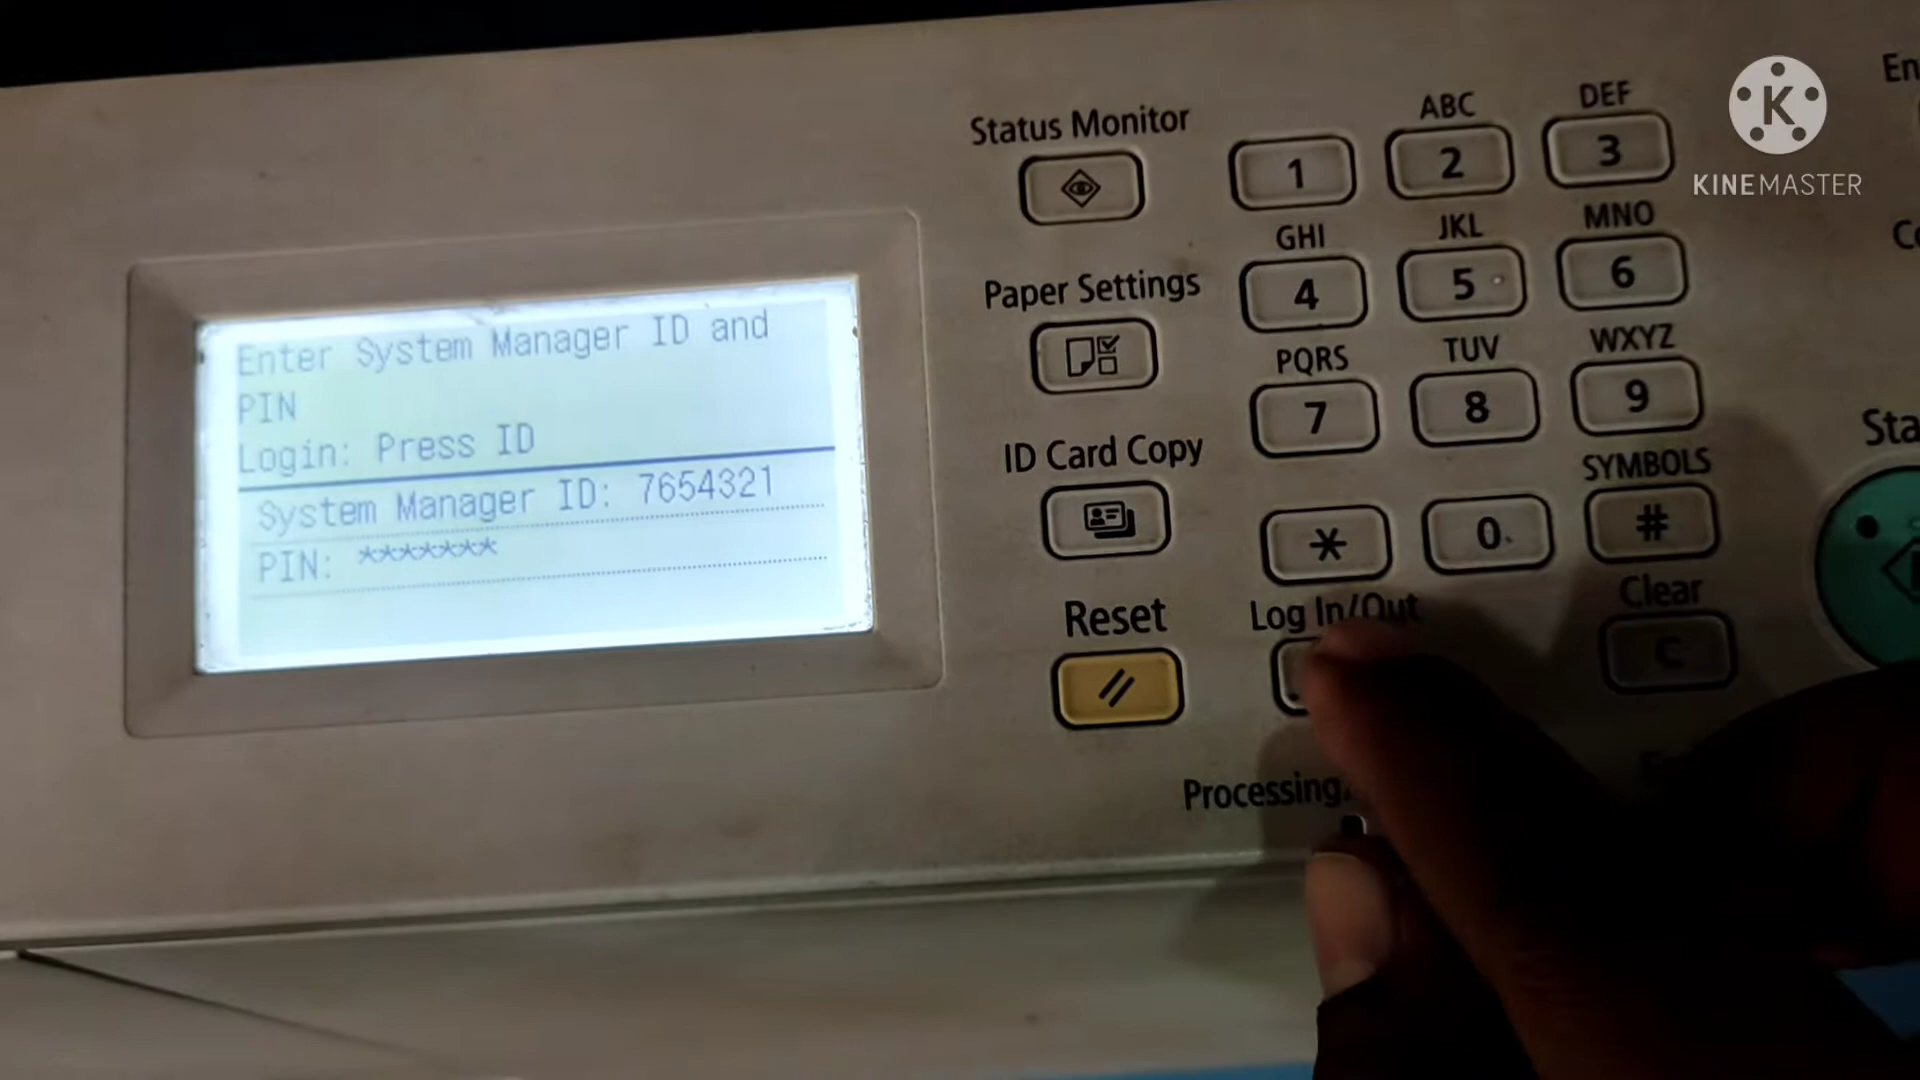 Enter System Manager ID and
PIN
Login: Press ID
System Manager ID: 7654321
PIN: *******
Status Monitor
Paper Settings
ID Card Copy
Reset
1
ABC
2
DEF
3
GHI
4
JKL
5
MNO
6
PQRS
7
TUV
8
WXYZ
9
*
0
SYMBOLS
#
Log In/Out
Clear
C
Processing
KINEMASTER